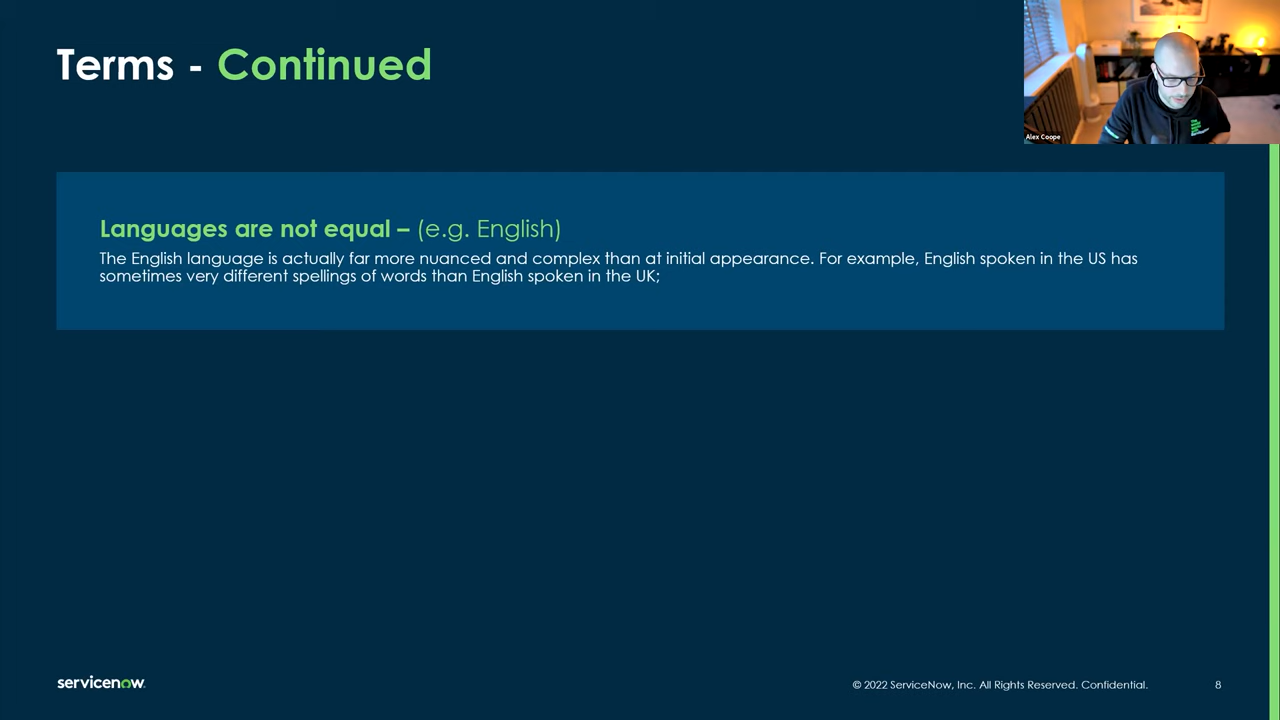 Terms - Continued
Alex Coope
Languages are not equal – (e.g. English)
The English language is actually far more nuanced and complex than at initial appearance. For example, English spoken in the US has
sometimes very different spellings of words than English spoken in the UK;
servicenow.
© 2022 ServiceNow, Inc. All Rights Reserved. Confidential.
8